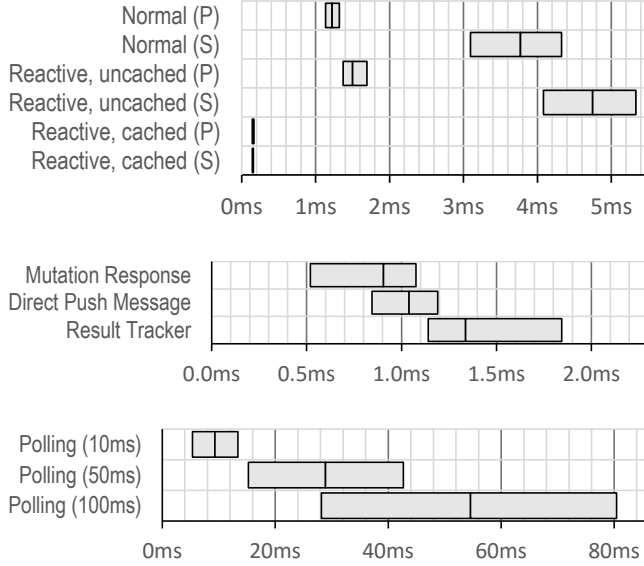 Normal (P)
Normal (S)
Reactive, uncached (P)
Reactive, uncached (S)
Reactive, cached (P)
Reactive, cached (S)
0ms 1ms 2ms 3ms 4ms 5ms
Mutation Response
Direct Push Message
Result Tracker
0.0ms 0.5ms 1.0ms 1.5ms 2.0ms
Polling (10ms)
Polling (50ms)
Polling (100ms)
0ms 20ms 40ms 60ms 80ms